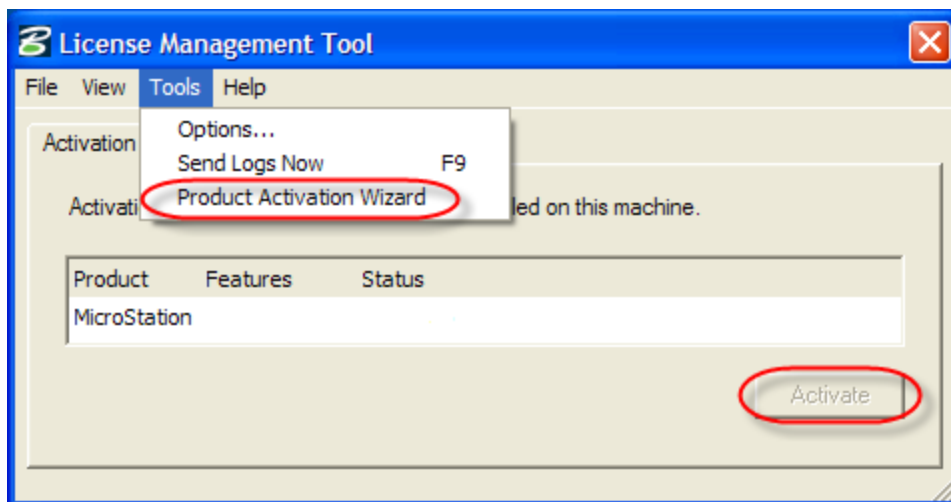 License Management Tool
File View Tools Help
Activation
Options...
Send Logs Now F9
Product Activation Wizard
Activati led on this machine.
Product Features Status
MicroStation
Activate